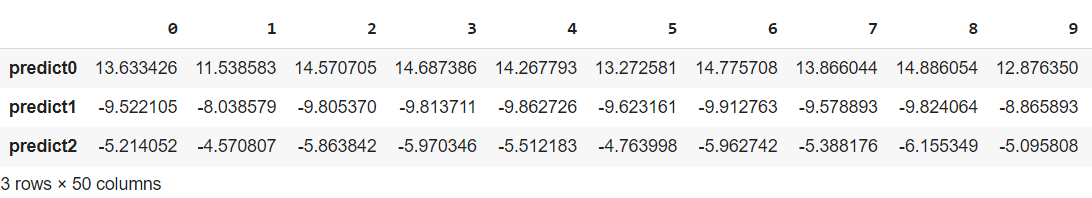 0 1 2 3 4 5 6 7 8 9
predict0 13.633426 11.538583 14.570705 14.687386 14.267793 13.272581 14.775708 13.866044 14.886054 12.876350
predict1 -9.522105 -8.038579 -9.805370 -9.813711 -9.862726 -9.623161 -9.912763 -9.578893 -9.824064 -8.865893
predict2 -5.214052 -4.570807 -5.863842 -5.970346 -5.512183 -4.763998 -5.962742 -5.388176 -6.155349 -5.095808
3 rows × 50 columns